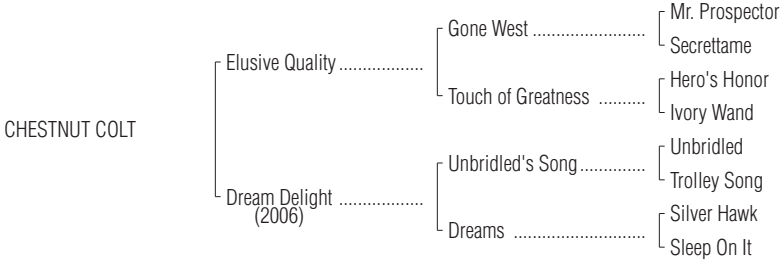 Mr. Prospector
Gone West ........................
Secrettame
Elusive Quality ..................
Hero's Honor
Touch of Greatness ..........
Ivory Wand
CHESTNUT COLT
Unbridled
Unbridled's Song ..............
Trolley Song
Dream Delight ..................
(2006)
Silver Hawk
Dreams ............................
Sleep On It